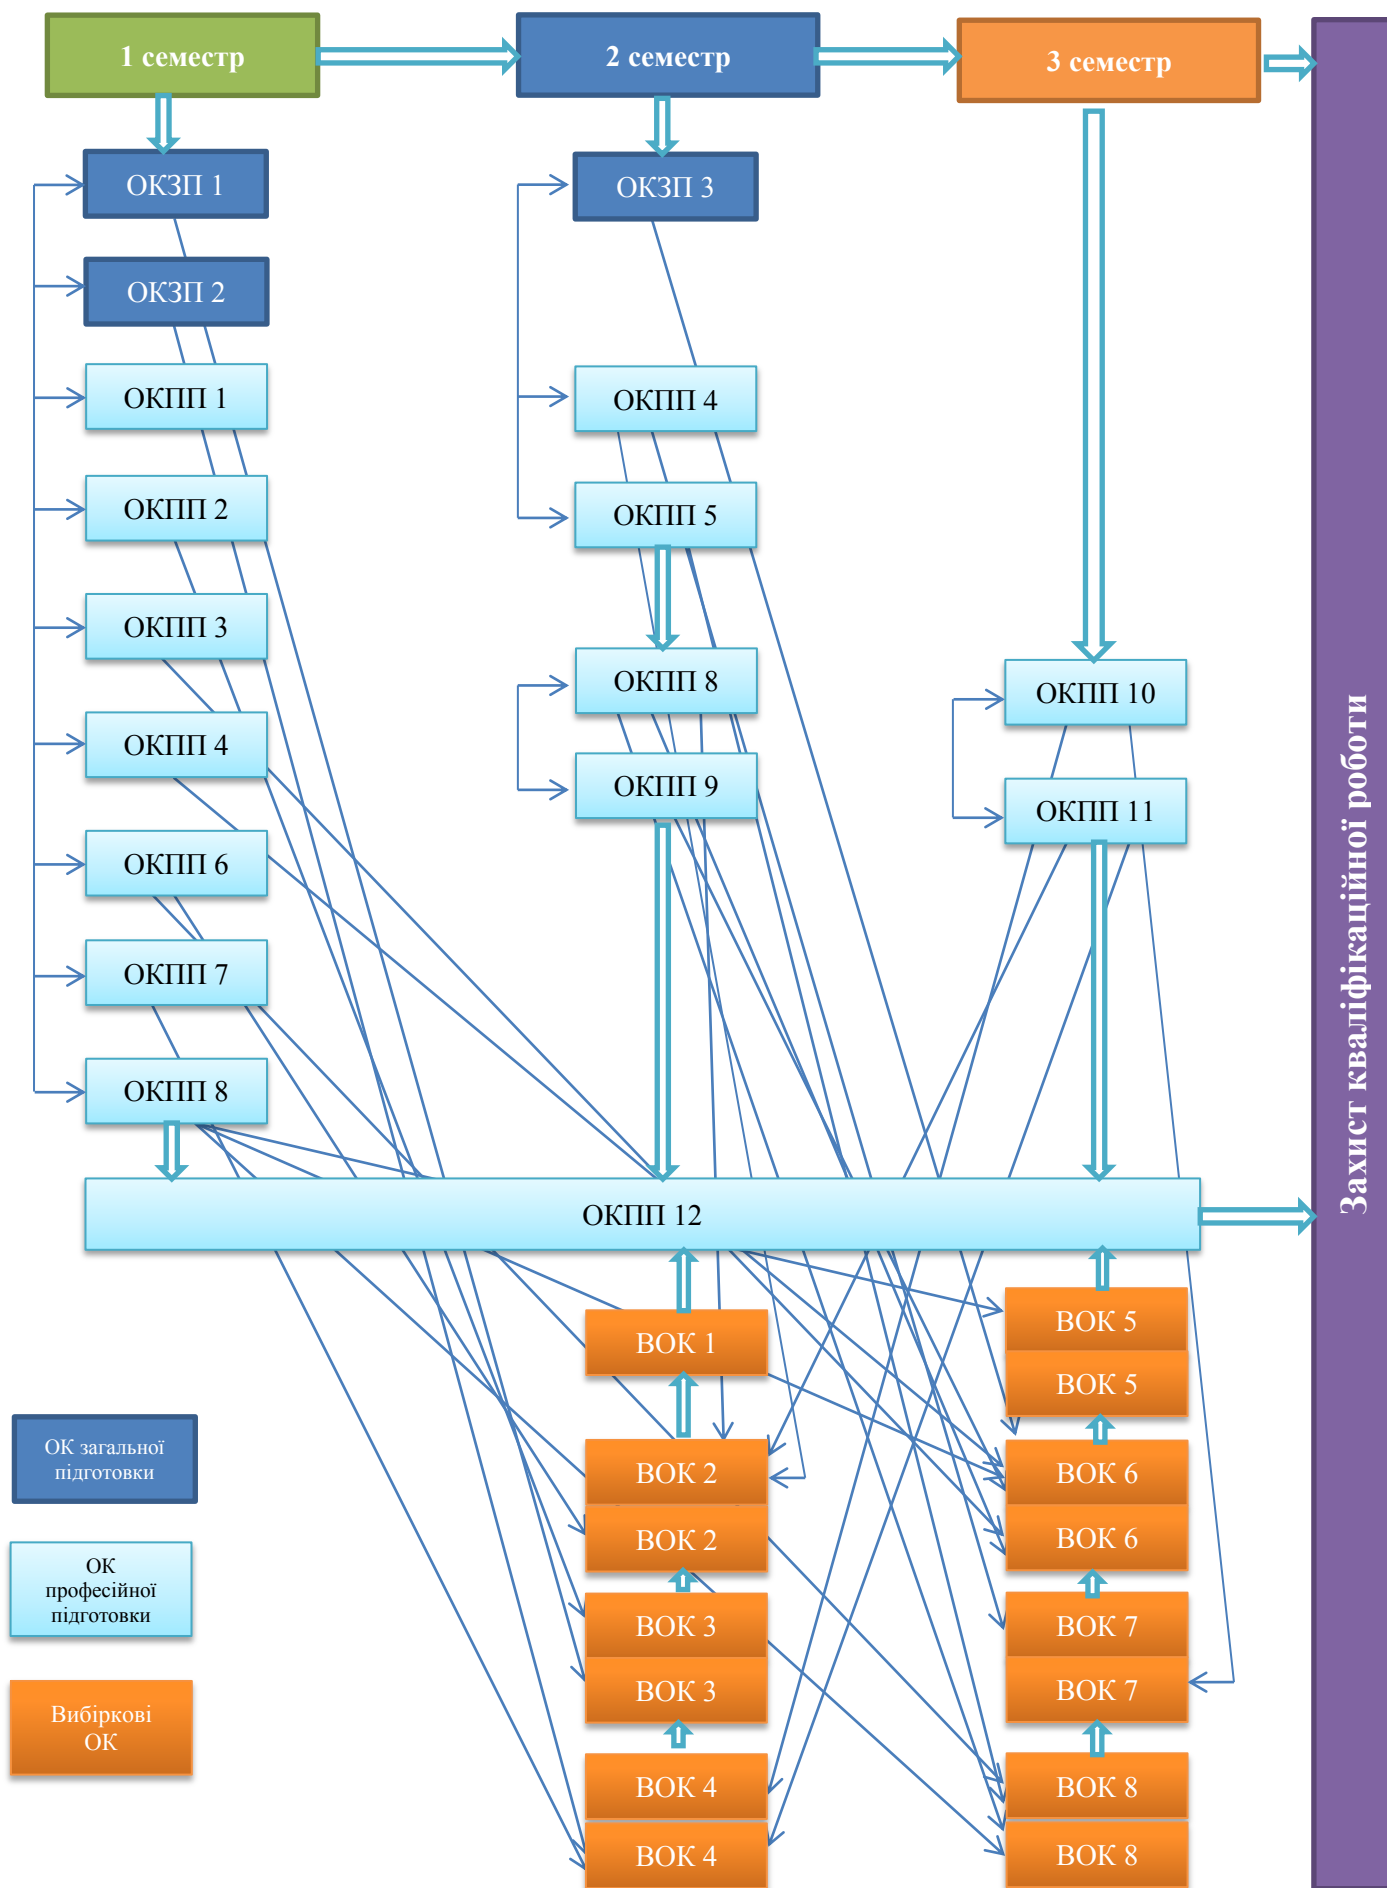 1 семестр
2 семестр
3 семестр
ОКЗП 1
ОКЗП 2
ОКПП 1
ОКПП 2
ОКПП 3
ОКПП 4
ОКПП 6
ОКПП 7
ОКПП 8
ОКЗП 3
ОКПП 4
ОКПП 5
ОКПП 8
ОКПП 9
ОКПП 10
ОКПП 11
ОКПП 12
ВОК 1
ВОК 2
ВОК 2
ВОК 3
ВОК 3
ВОК 4
ВОК 4
ВОК 5
ВОК 5
ВОК 6
ВОК 6
ВОК 7
ВОК 7
ВОК 8
ВОК 8
Захист кваліфікаційної роботи
ОК загальної
підготовки
ОК
професійної
підготовки
Вибіркові
ОК